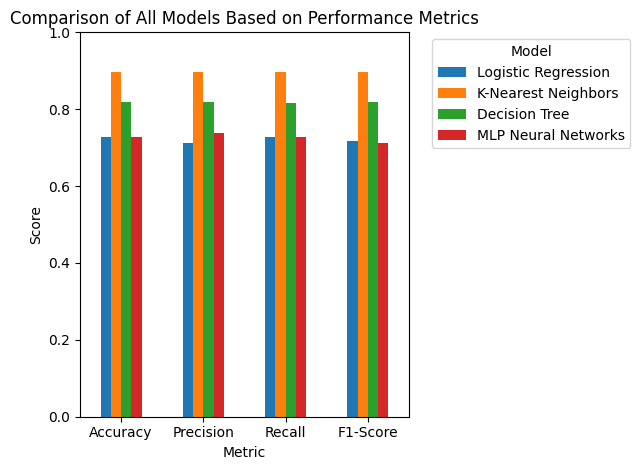 Comparison of All Models Based on Performance Metrics
Model
Logistic Regression
K-Nearest Neighbors
Decision Tree
MLP Neural Networks
Score
1.0
0.8
0.6
0.4
0.2
0.0
Accuracy Precision Recall F1-Score
Metric